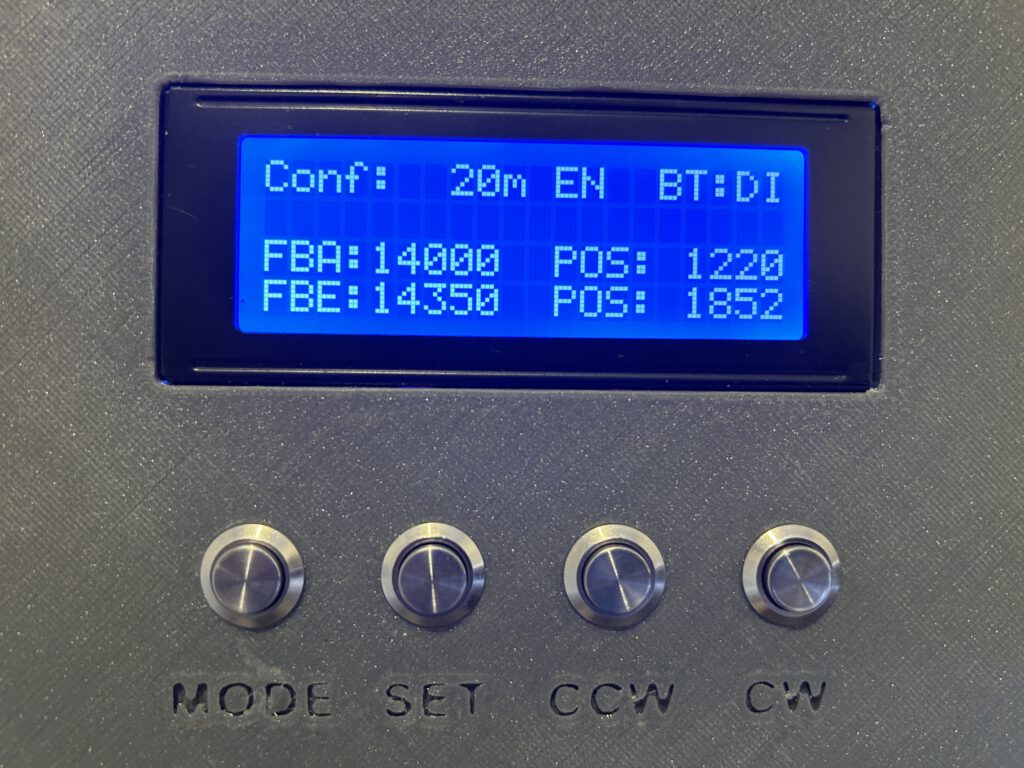 Conf: 20m EN BT:DI
FBA:14000 POS: 1220
FBE:14350 POS: 1852
MODE SET CCW CW